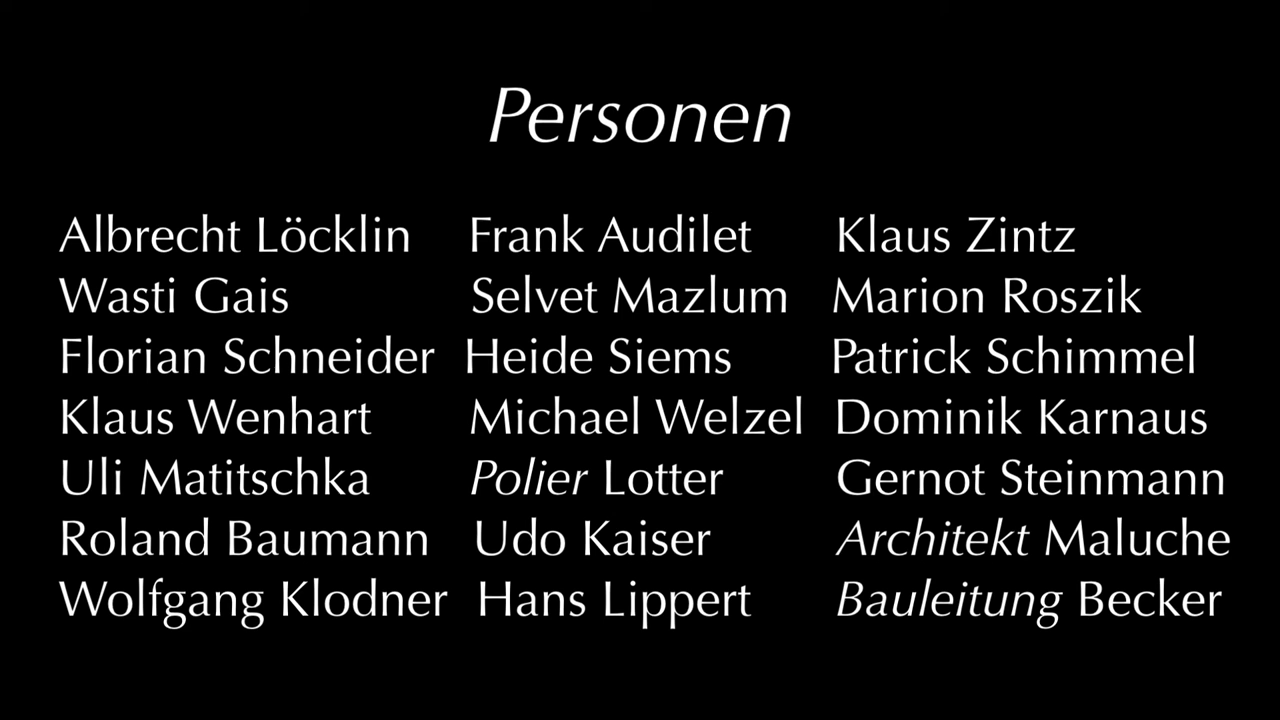 Personen
Albrecht Löcklin Frank Audilet Klaus Zintz
Wasti Gais Selvet Mazlum Marion Roszik
Florian Schneider Heide Siems Patrick Schimmel
Klaus Wenhart Michael Welzel Dominik Karnaus
Uli Matitschka Polier Lotter Gernot Steinmann
Roland Baumann Udo Kaiser Architekt Maluche
Wolfgang Klodner Hans Lippert Bauleitung Becker